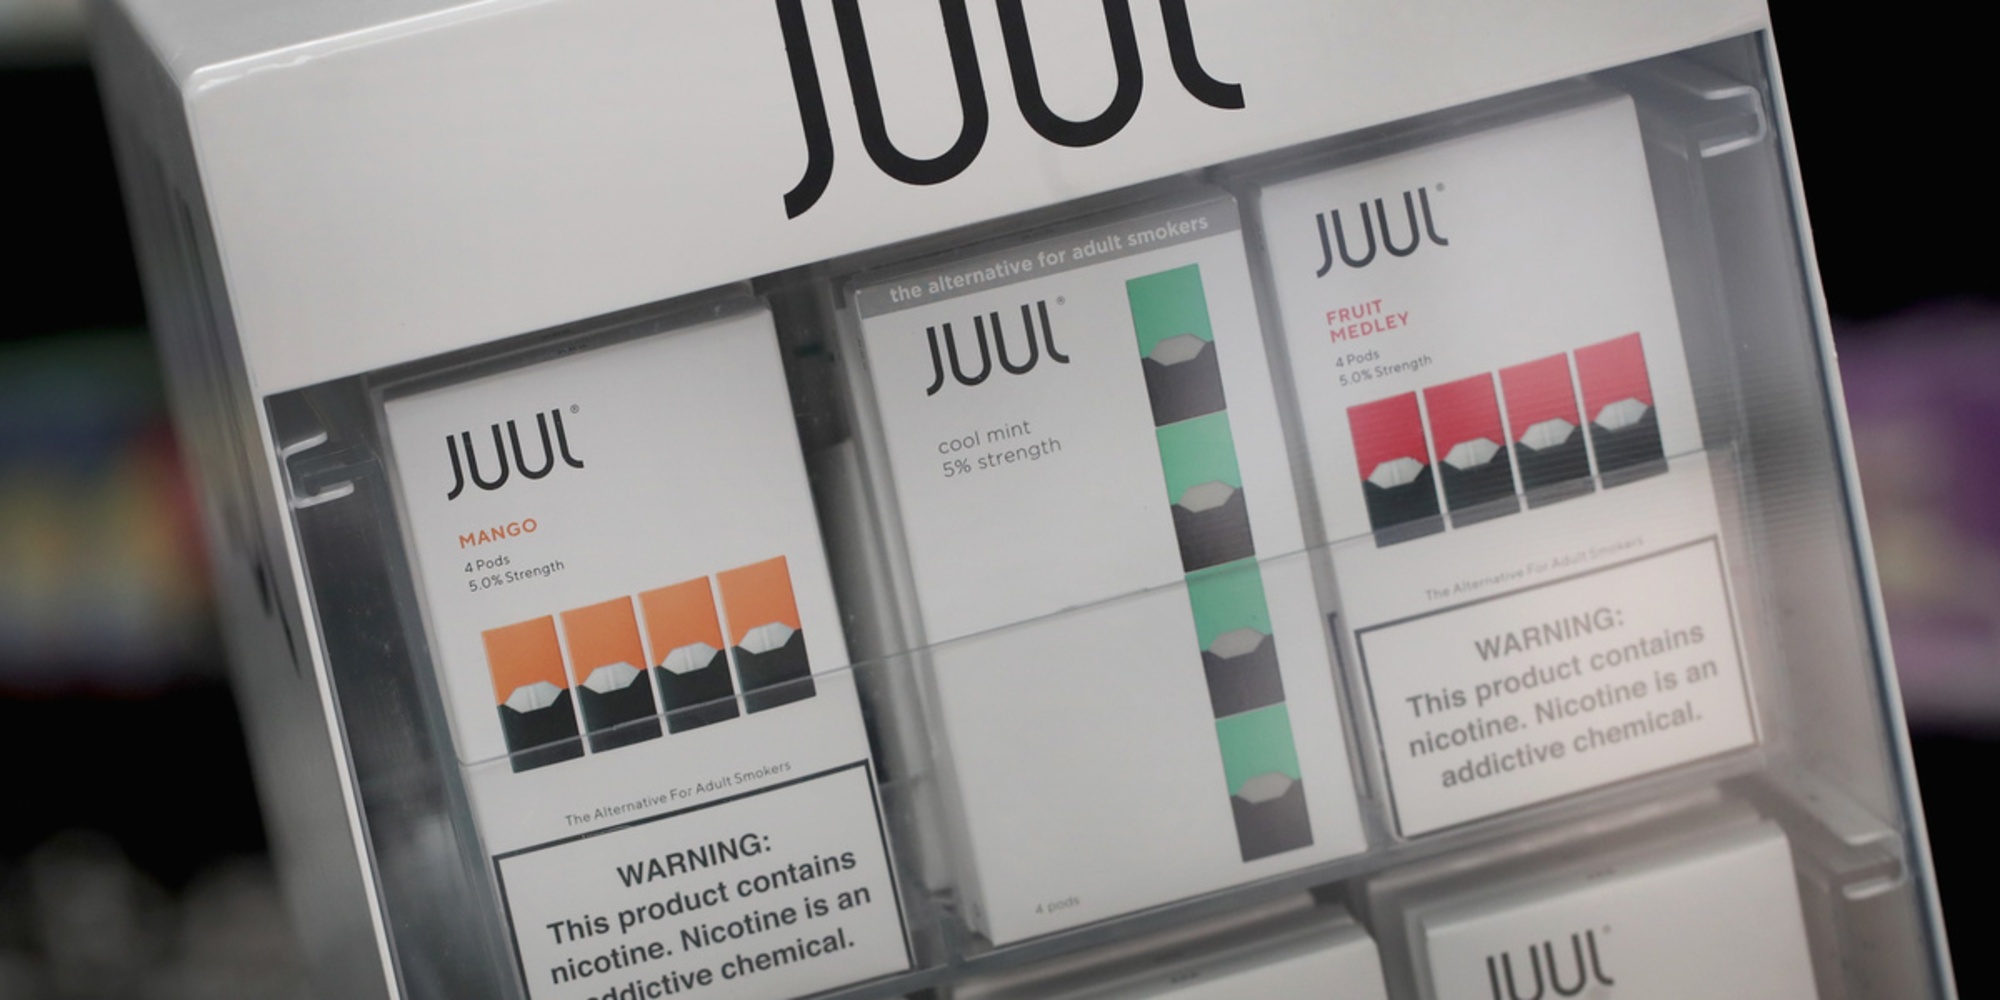 JUUL
JUUL®
MANGO
4 Pods
5.0% Strength
The Alternative For Adult Smokers
WARNING:
This product contains
nicotine. Nicotine is an
addictive chemical.
the alternative for adult smokers
JUUL®
cool mint
5% strength
4 pods
JUUL®
FRUIT
MEDLEY
4 Pods
5.0% Strength
The Alternative For Adult Smokers
WARNING:
This product contains
nicotine. Nicotine is an
addictive chemical.
JUUL®